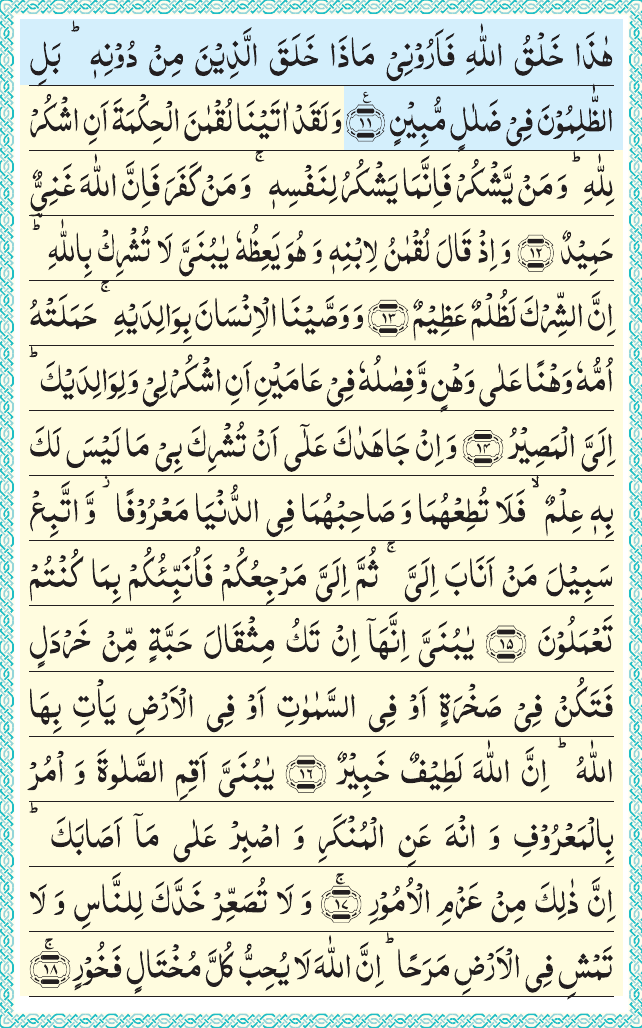 هٰذَا خَلۡقُ اللّٰهِ فَاَرُوۡنِىۡ مَاذَا خَلَقَ الَّذِيۡنَ مِنۡ دُوۡنِهٖ‌ ؕ بَلِ
الظّٰلِمُوۡنَ فِىۡ ضَلٰلٍ مُّبِيۡنٍ ﴿۱۱﴾ ع وَلَقَدۡ اٰتَيۡنَا لُقۡمٰنَ الۡحِكۡمَةَ اَنِ اشۡكُرۡ
لِلّٰهِ‌ ؕ وَمَنۡ يَّشۡكُرۡ فَاِنَّمَا يَشۡكُرُ لِنَفۡسِهٖ‌ ۚ وَمَنۡ كَفَرَ فَاِنَّ اللّٰهَ غَنِىٌّ
حَمِيۡدٌ ﴿۱۲﴾ وَاِذۡ قَالَ لُقۡمٰنُ لِابۡنِهٖ وَهُوَ يَعِظُهٗ يٰبُنَىَّ لَا تُشۡرِكۡ بِاللّٰهِ ؕ
اِنَّ الشِّرۡكَ لَظُلۡمٌ عَظِيۡمٌ ﴿۱۳﴾ وَوَصَّيۡنَا الۡاِنۡسَانَ بِوَالِدَيۡهِ‌ ۚ حَمَلَتۡهُ
اُمُّهٗ وَهۡنًا عَلٰى وَهۡنٍ وَّفِصٰلُهٗ فِىۡ عَامَيۡنِ اَنِ اشۡكُرۡ لِىۡ وَلِـوَالِدَيۡكَ ؕ
اِلَىَّ الۡمَصِيۡرُ ﴿۱۴﴾ وَاِنۡ جَاهَدٰكَ عَلٰٓى اَنۡ تُشۡرِكَ بِىۡ مَا لَيۡسَ لَكَ
بِهٖ عِلۡمٌ ۙ فَلَا تُطِعۡهُمَا‌ وَصَاحِبۡهُمَا فِى الدُّنۡيَا مَعۡرُوۡفًا‌ ۫ وَّاتَّبِعۡ
سَبِيۡلَ مَنۡ اَنَابَ اِلَىَّ ‌ۚ ثُمَّ اِلَىَّ مَرۡجِعُكُمۡ فَاُنَبِّئُكُمۡ بِمَا كُنۡتُمۡ
تَعۡمَلُوۡنَ ﴿۱۵﴾ يٰبُنَىَّ اِنَّهَاۤ اِنۡ تَكُ مِثۡقَالَ حَبَّةٍ مِّنۡ خَرۡدَلٍ
فَتَكُنۡ فِىۡ صَخۡرَةٍ اَوۡ فِى السَّمٰوٰتِ اَوۡ فِى الۡاَرۡضِ يَاۡتِ بِهَا
اللّٰهُ ‌ؕ اِنَّ اللّٰهَ لَطِيۡفٌ خَبِيۡرٌ ﴿۱۶﴾ يٰبُنَىَّ اَقِمِ الصَّلٰوةَ وَاۡمُرۡ
بِالۡمَعۡرُوۡفِ وَانۡهَ عَنِ الۡمُنۡكَرِ وَاصۡبِرۡ عَلٰى مَاۤ اَصَابَكَ‌ ؕ
اِنَّ ذٰلِكَ مِنۡ عَزۡمِ الۡاُمُوۡرِ‌ۚ ﴿۱۷﴾ وَلَا تُصَعِّرۡ خَدَّكَ لِلنَّاسِ وَلَا
تَمۡشِ فِى الۡاَرۡضِ مَرَحًا ‌ؕ اِنَّ اللّٰهَ لَا يُحِبُّ كُلَّ مُخۡتَالٍ فَخُوۡرٍۚ‏ ﴿۱۸﴾